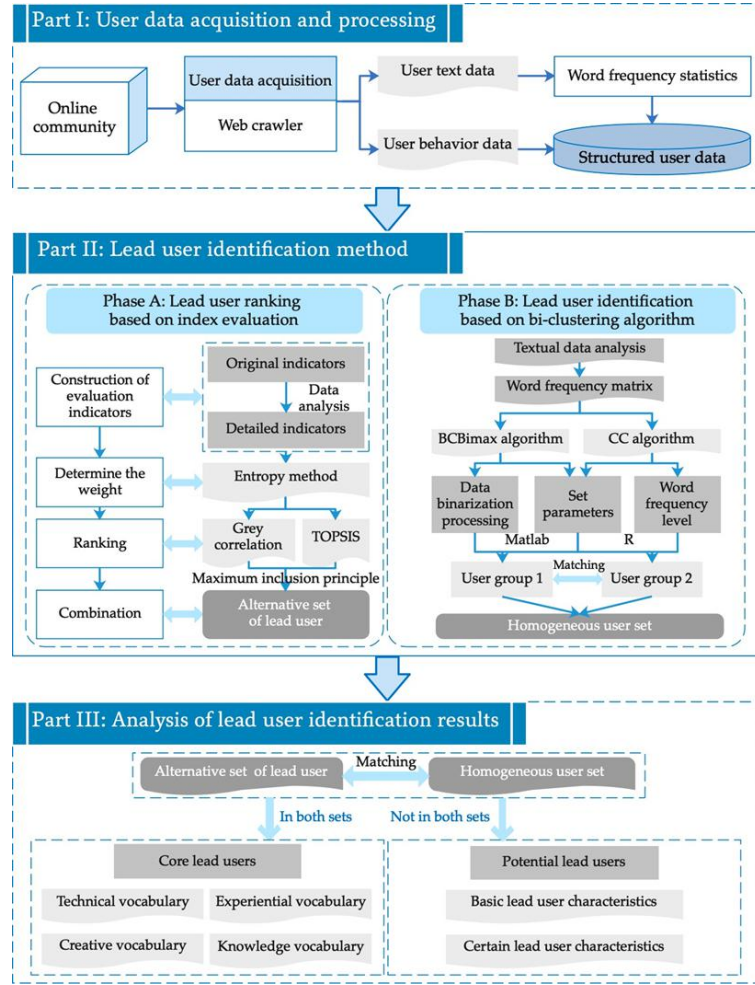 Part I: User data acquisition and processing
Online
community
User data acquisition
Web crawler
User text data
User behavior data
Word frequency statistics
Structured user data
Part II: Lead user identification method
Phase A: Lead user ranking
based on index evaluation
Construction of
evaluation
indicators
Determine the
weight
Ranking
Combination
Original indicators
Data
analysis
Detailed indicators
Entropy method
Grey
correlation
TOPSIS
Maximum inclusion principle
Alternative set
of lead user
Phase B: Lead user identification
based on bi-clustering algorithm
Textual data analysis
Word frequency matrix
BCBimax algorithm
CC algorithm
Data
binarization
processing
Set
parameters
Word
frequency
level
Matlab
R
User group 1
Matching
User group 2
Homogeneous user set
Part III: Analysis of lead user identification results
Alternative set of lead user
Matching
Homogeneous user set
In both sets
Not in both sets
Core lead users
Technical vocabulary
Experiential vocabulary
Creative vocabulary
Knowledge vocabulary
Potential lead users
Basic lead user characteristics
Certain lead user characteristics